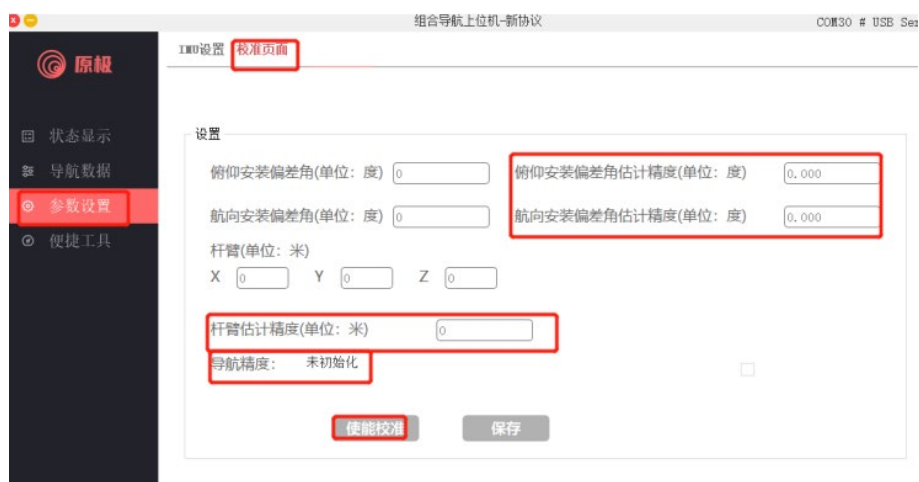 组合导航上位机-新协议
COM30 # USB Ser
原极
IMU设置 校准页面
状态显示
导航数据
参数设置
便捷工具
设置
俯仰安装偏差角(单位：度) 0 俯仰安装偏差角估计精度(单位：度) 0.000
航向安装偏差角(单位：度) 0 航向安装偏差角估计精度(单位：度) 0.000
杆臂(单位：米)
X 0 Y 0 Z 0
杆臂估计精度(单位：米) 0
导航精度： 未初始化
使能校准 保存